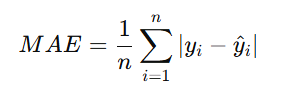 MAE = \frac{1}{n} \sum_{i=1}^{n} |y_i - \hat{y}_i|